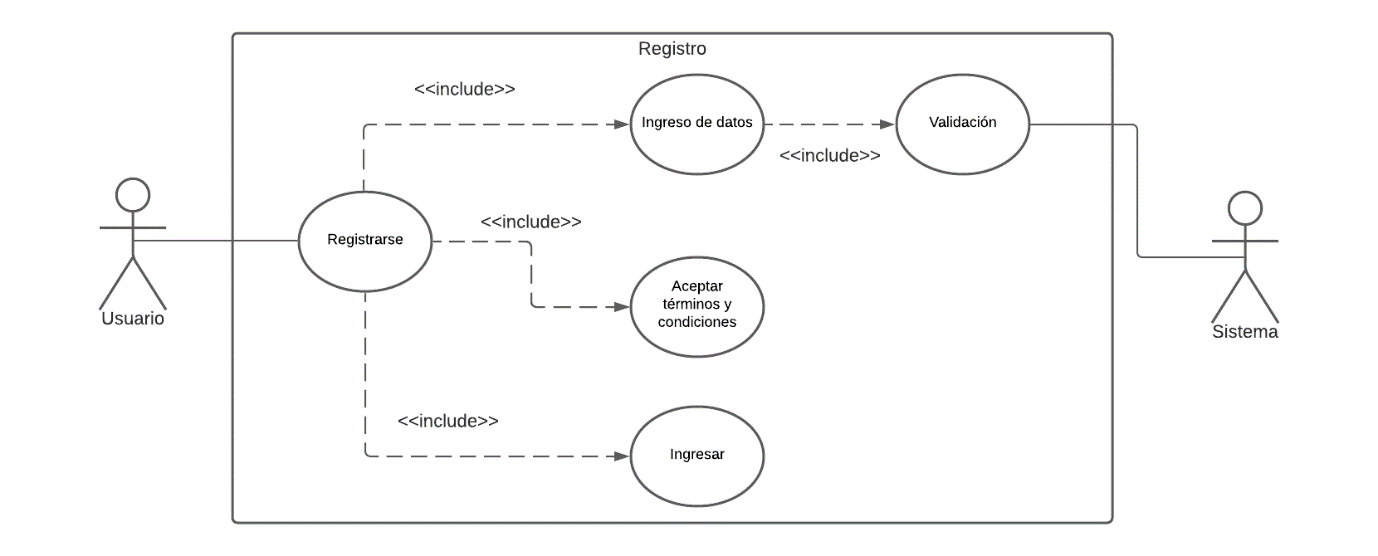 Registro
<<include>>
Ingreso de datos
Validación
<<include>>
<<include>>
Registrarse
Aceptar
términos y
condiciones
Usuario
Sistema
<<include>>
Ingresar